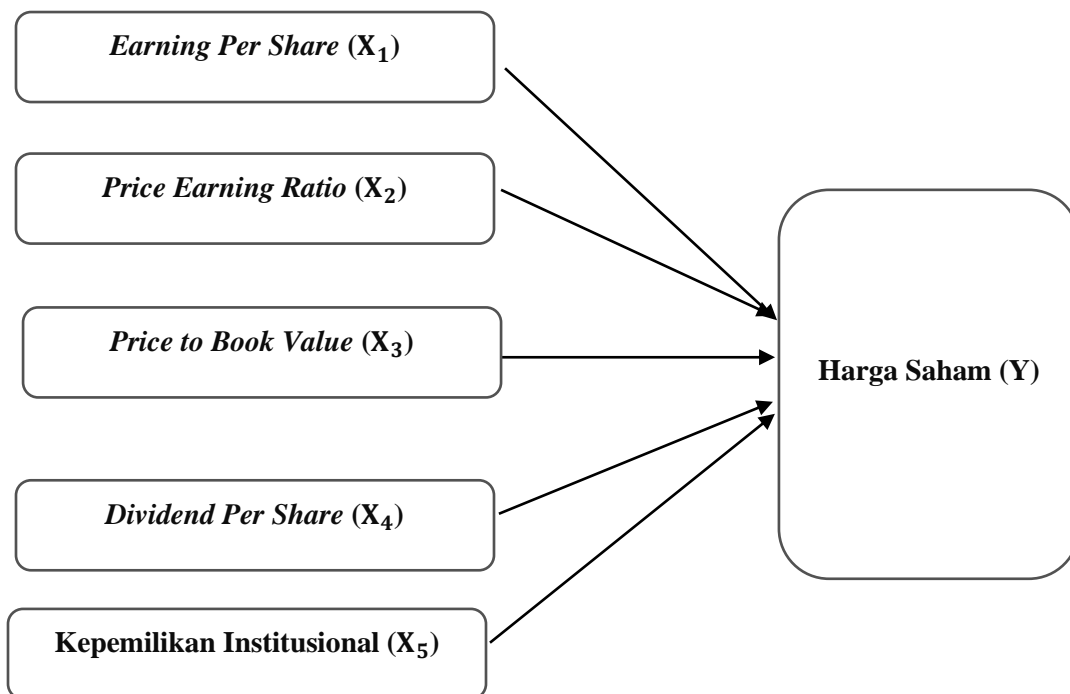 Earning Per Share (X₁)
Price Earning Ratio (X₂)
Price to Book Value (X₃)
Harga Saham (Y)
Dividend Per Share (X₄)
Kepemilikan Institusional (X₅)